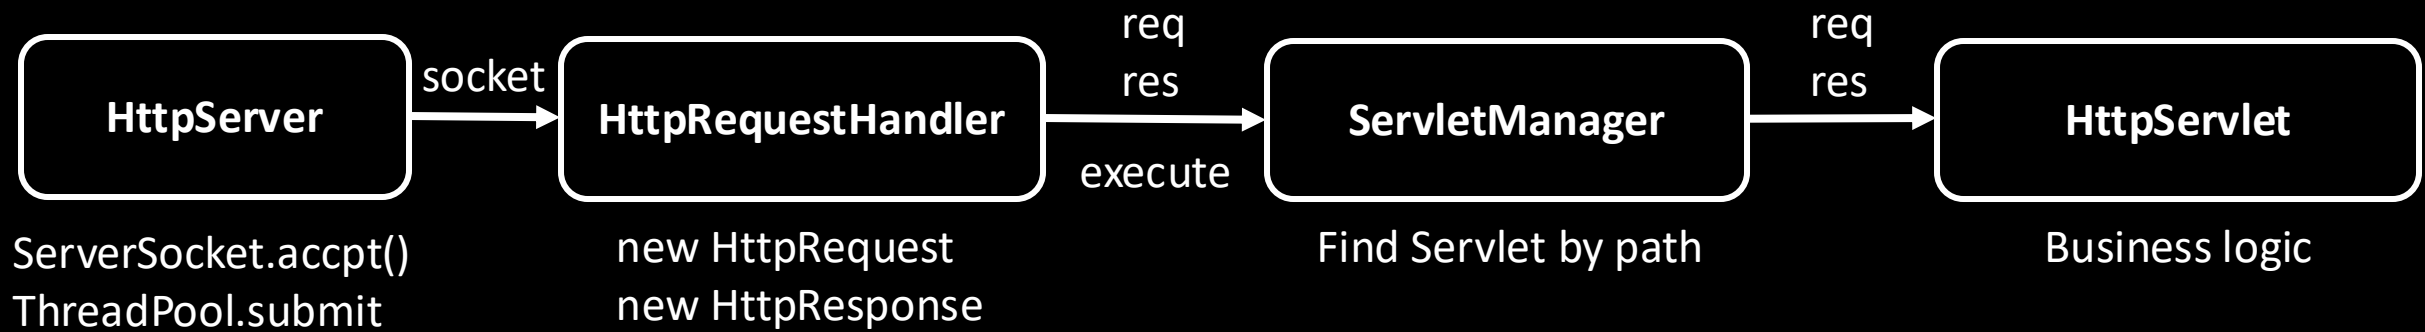 HttpServer
socket
HttpRequestHandler
req
res
execute
ServletManager
req
res
HttpServlet
ServerSocket.accpt()
ThreadPool.submit
new HttpRequest
new HttpResponse
Find Servlet by path
Business logic